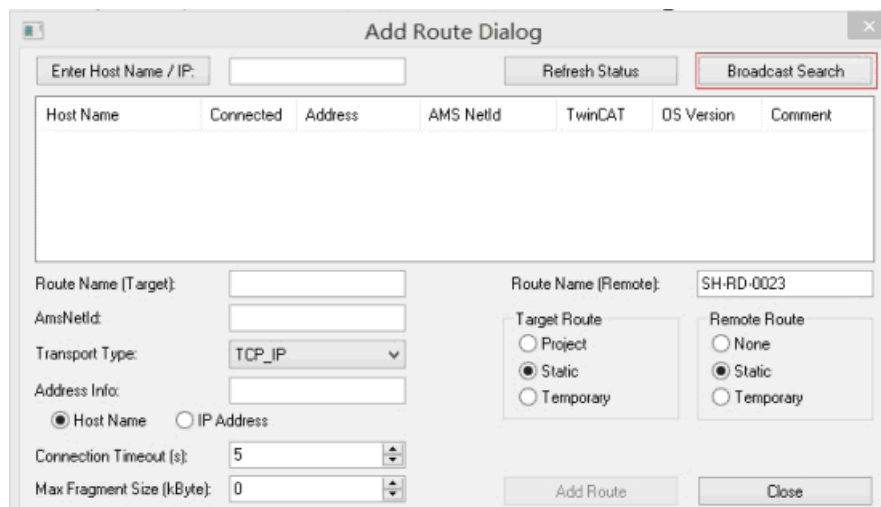 Add Route Dialog
Enter Host Name / IP: Refresh Status Broadcast Search
Host Name Connected Address AMS NetId TwinCAT OS Version Comment
Route Name (Target): Route Name (Remote): SH-RD-0023
AmsNetId: Target Route Remote Route
Transport Type: TCP_IP Project None
Static Static
Address Info: Temporary Temporary
Host Name IP Address
Connection Timeout (s): 5
Max Fragment Size (kByte): 0 Add Route Close